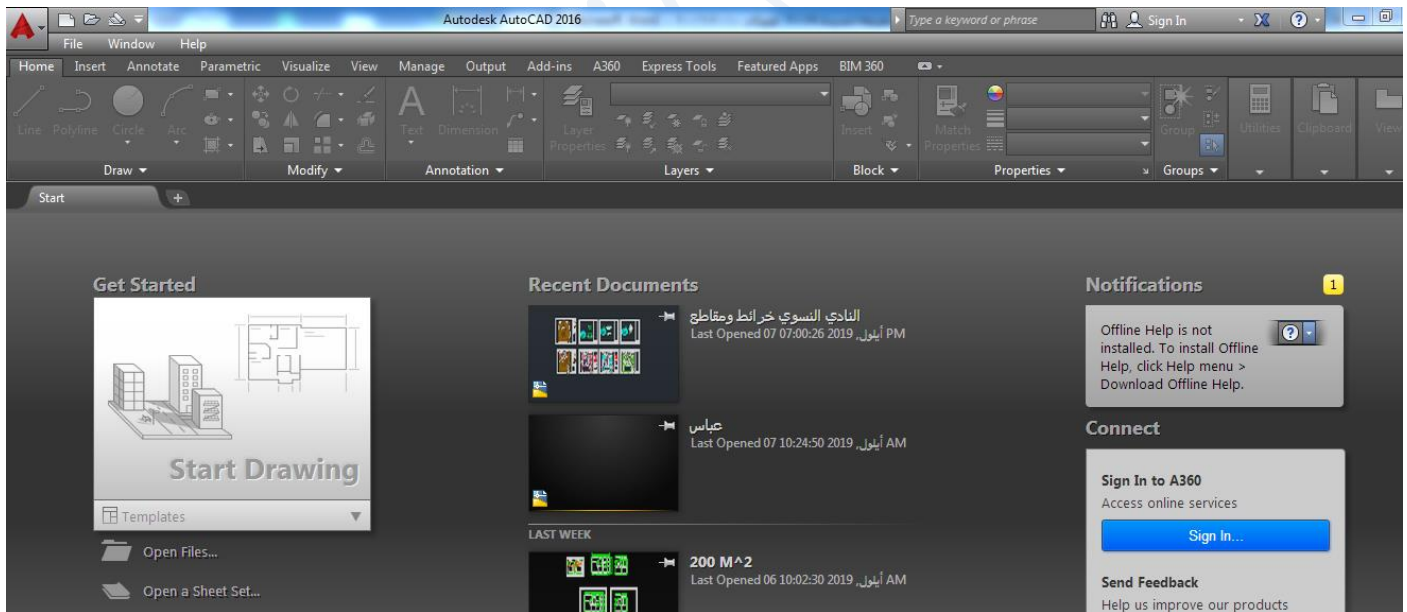 Autodesk AutoCAD 2016
Type a keyword or phrase
Sign In
File Window Help
Home Insert Annotate Parametric Visualize View Manage Output Add-ins A360 Express Tools Featured Apps BIM 360
Line Polyline Circle Arc
Text Dimension
Layer Properties
Insert
Match Properties
Group
Utilities
Clipboard
View
Draw Modify Annotation Layers Block Properties Groups
Start
Get Started
Start Drawing
Templates
Open Files...
Open a Sheet Set...
Recent Documents
النادي النسوي خرائط ومقاطع
Last Opened 07 07:00:26 2019 ,أيلول PM
عباس
Last Opened 07 10:24:50 2019 ,أيلول AM
LAST WEEK
200 M^2
Last Opened 06 10:02:30 2019 ,أيلول AM
Notifications
1
Offline Help is not
installed. To install Offline
Help, click Help menu >
Download Offline Help.
Connect
Sign In to A360
Access online services
Sign In...
Send Feedback
Help us improve our products